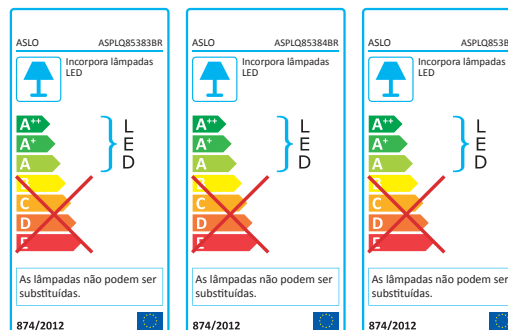 ASLO ASPLQ85383BR
Incorpora lâmpadas
LED
A++
A+
A
C
D
E
L
E
D
As lâmpadas não podem ser
substituídas.
874/2012
ASLO ASPLQ85384BR
Incorpora lâmpadas
LED
A++
A+
A
C
D
E
L
E
D
As lâmpadas não podem ser
substituídas.
874/2012
ASLO
Incorpora lâmpadas
LED
A++
A+
A
C
D
E
L
E
D
As lâmpadas não podem ser
substituídas.
874/2012